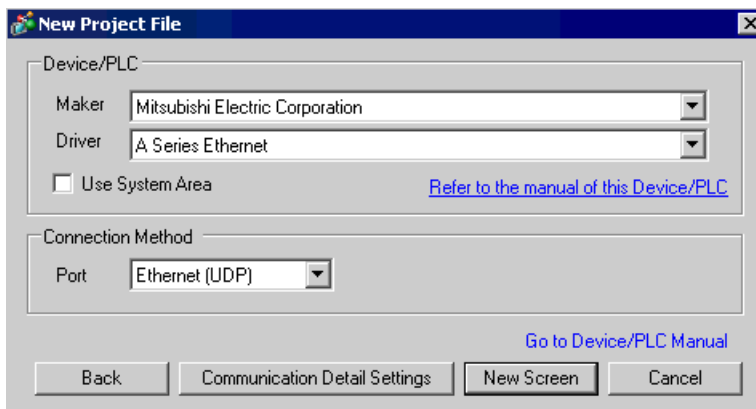 New Project File
Device/PLC
Maker Mitsubishi Electric Corporation
Driver A Series Ethernet
Use System Area Refer to the manual of this Device/PLC
Connection Method
Port Ethernet (UDP)
Go to Device/PLC Manual
Back Communication Detail Settings New Screen Cancel